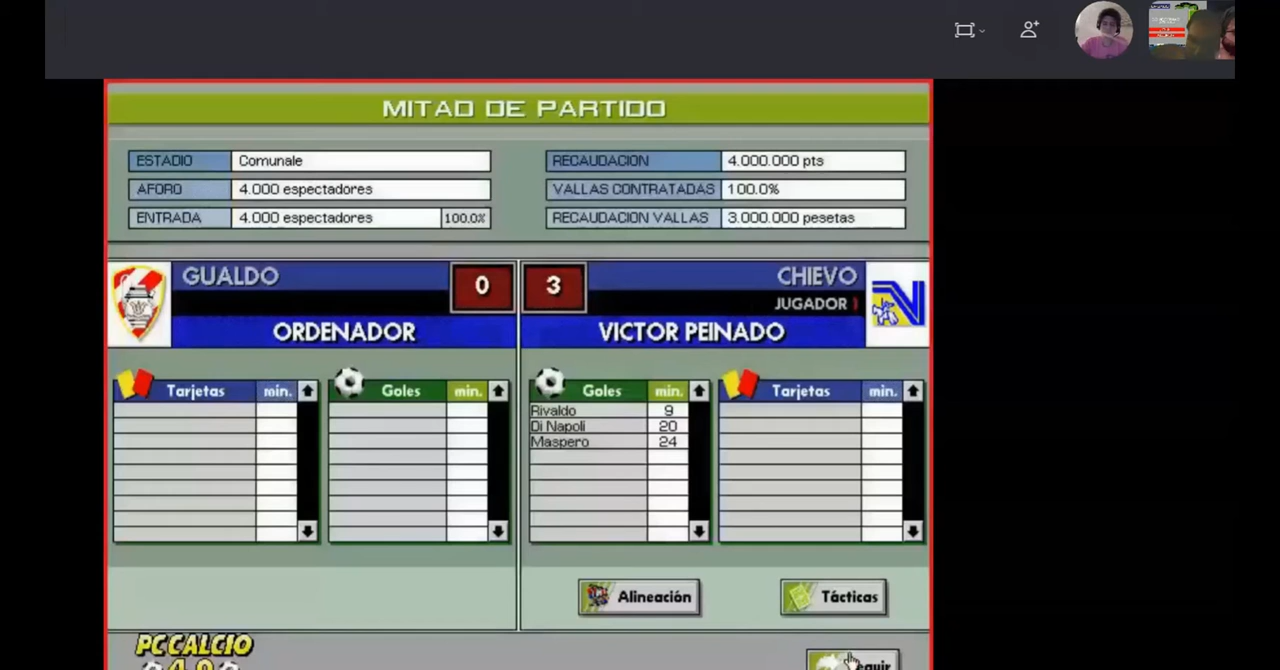 MITAD DE PARTIDO
ESTADIO Comunale
AFORO 4.000 espectadores
ENTRADA 4.000 espectadores 100.0%
RECAUDACION 4.000.000 pts
VALLAS CONTRATADAS 100.0%
RECAUDACION VALLAS 3.000.000 pesetas
GUALDO 0
ORDENADOR
3 CHIEVO
JUGADOR 1
VICTOR PEINADO
Tarjetas min.
Goles min.
Goles min.
Rivaldo 9
Di Napoli 20
Maspero 24
Tarjetas min.
Alineación
Tácticas
PCCALCIO
4.0